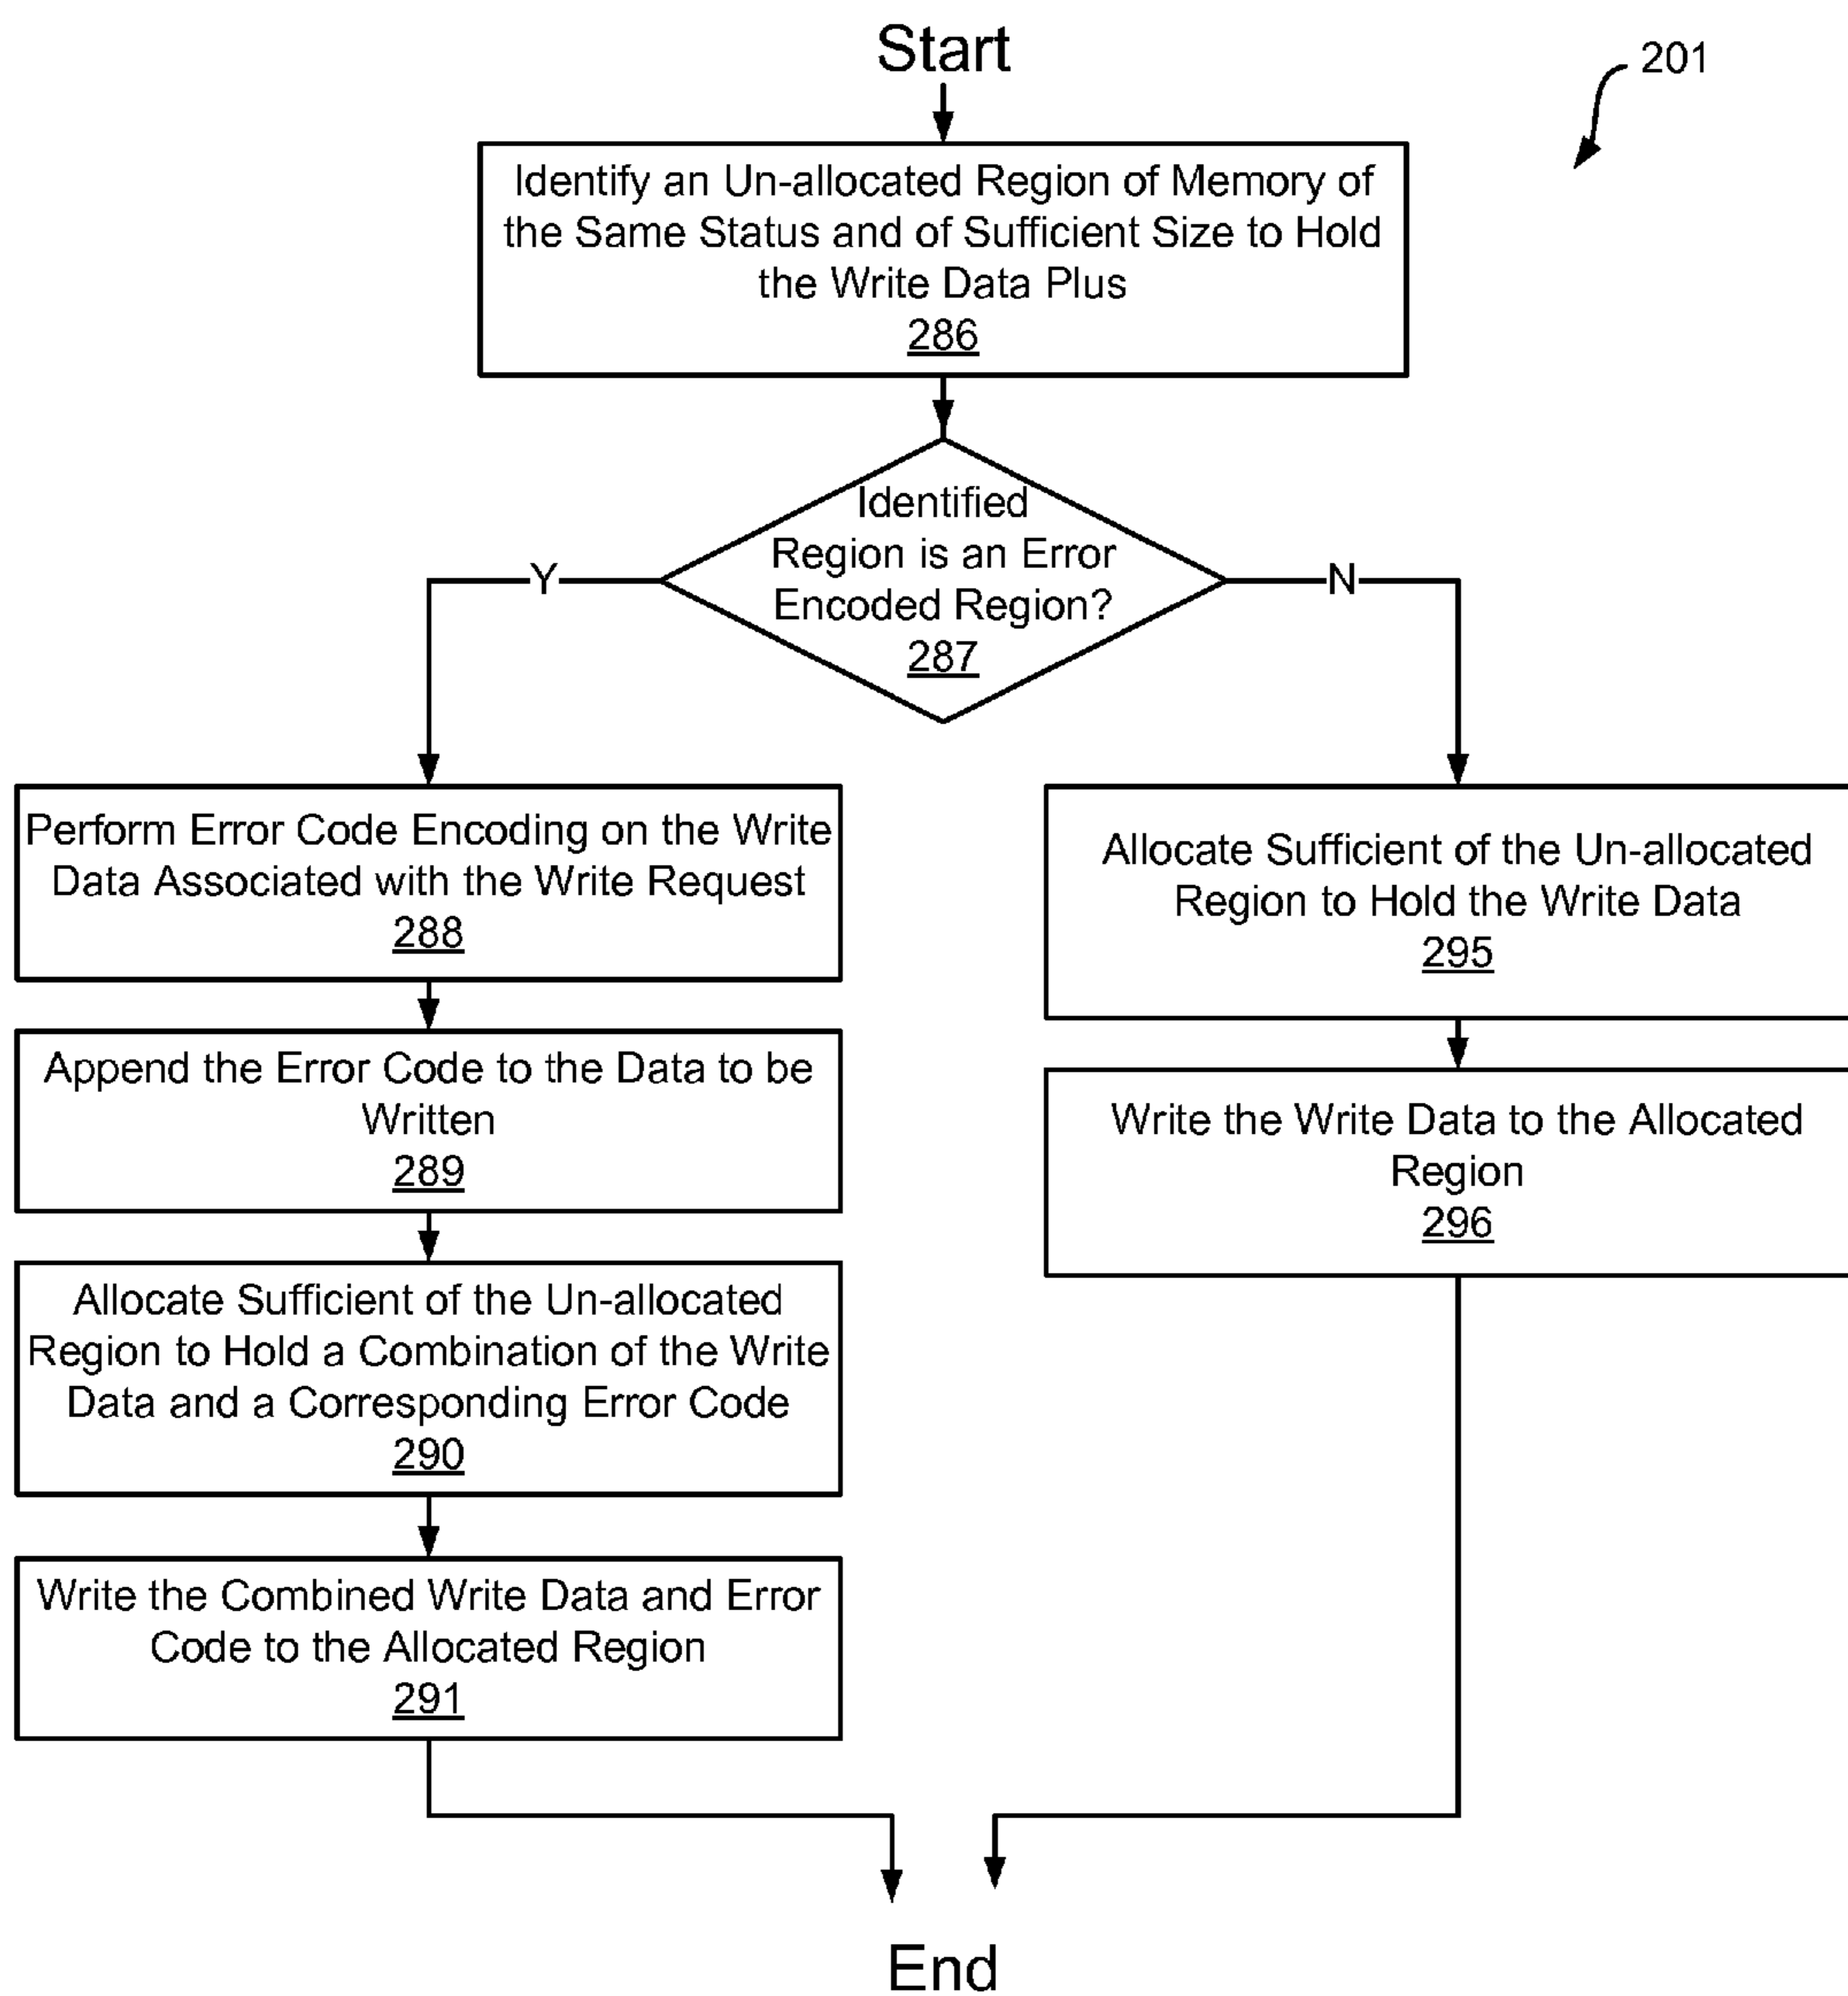 Start
201
Identify an Un-allocated Region of Memory of
the Same Status and of Sufficient Size to Hold
the Write Data Plus
286
Identified
Region is an Error
Encoded Region?
287
Y
N
Perform Error Code Encoding on the Write
Data Associated with the Write Request
288
Append the Error Code to the Data to be
Written
289
Allocate Sufficient of the Un-allocated
Region to Hold a Combination of the Write
Data and a Corresponding Error Code
290
Write the Combined Write Data and Error
Code to the Allocated Region
291
Allocate Sufficient of the Un-allocated
Region to Hold the Write Data
295
Write the Write Data to the Allocated
Region
296
End